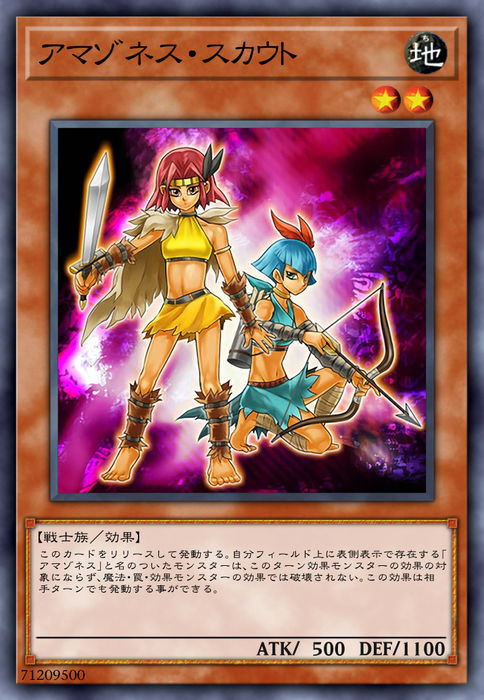 アマゾネス・スカウト
ち
地
【戦士族／効果】
このカードをリリースして発動する。自分フィールド上に表側表示で存在する「
アマゾネス」と名のついたモンスターは、このターン効果モンスターの効果の対
象にならず、魔法・罠・効果モンスターの効果では破壊されない。この効果は相
手ターンでも発動する事ができる。
ATK/ 500 DEF/1100
71209500